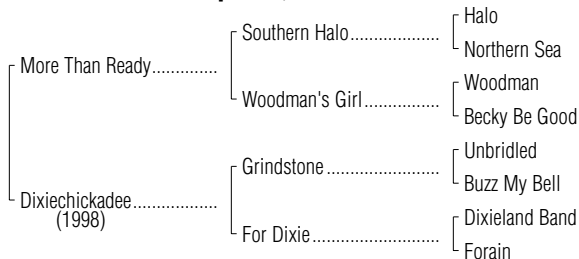 Halo
Southern Halo....................
Northern Sea
More Than Ready..............
Woodman
Woodman's Girl.................
Becky Be Good
Unbridled
Grindstone.........................
Buzz My Bell
Dixiechickadee..................
(1998)
Dixieland Band
For Dixie............................
Forain